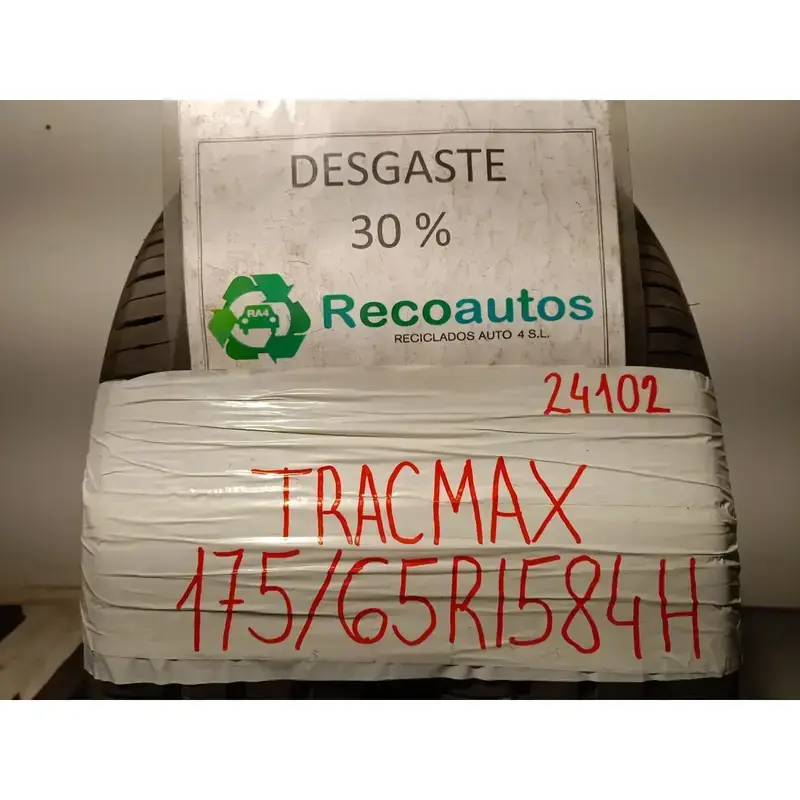 DESGASTE
30 %
RA4
Recoautos
RECICLADOS AUTO 4 S.L.
24102
TRACMAX
175/65R1584H